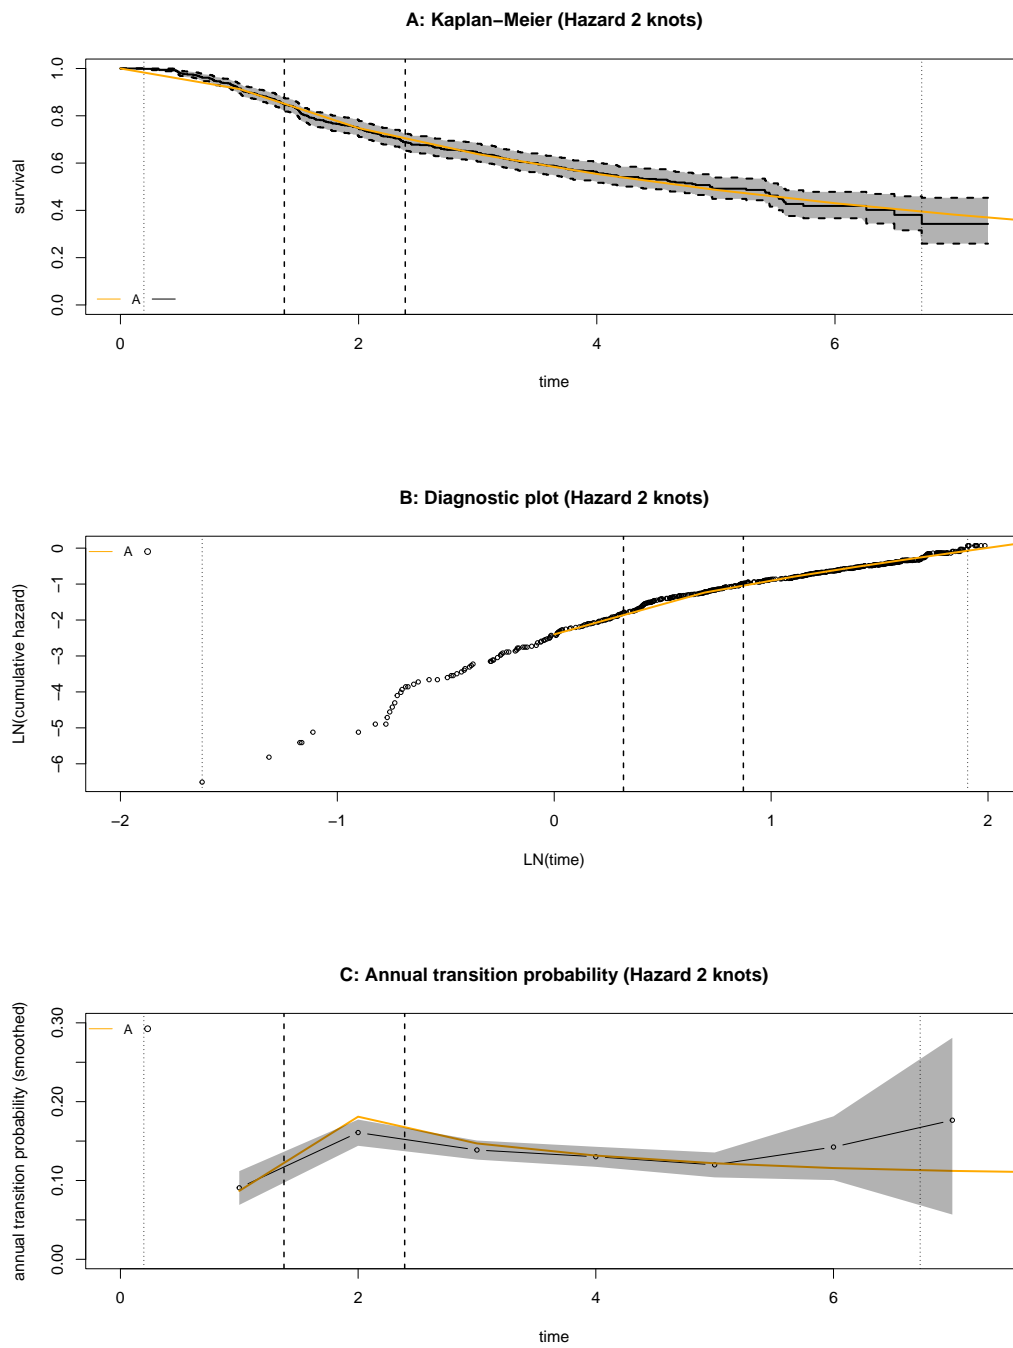 A: Kaplan−Meier (Hazard 2 knots)
survival
1.0
0.8
0.6
0.4
0.2
0.0
A
0 2 4 6
time
B: Diagnostic plot (Hazard 2 knots)
LN(cumulative hazard)
A
0
−1
−2
−3
−4
−5
−6
−2 −1 0 1 2
LN(time)
C: Annual transition probability (Hazard 2 knots)
annual transition probability (smoothed)
A
0.30
0.20
0.10
0.00
0 2 4 6
time